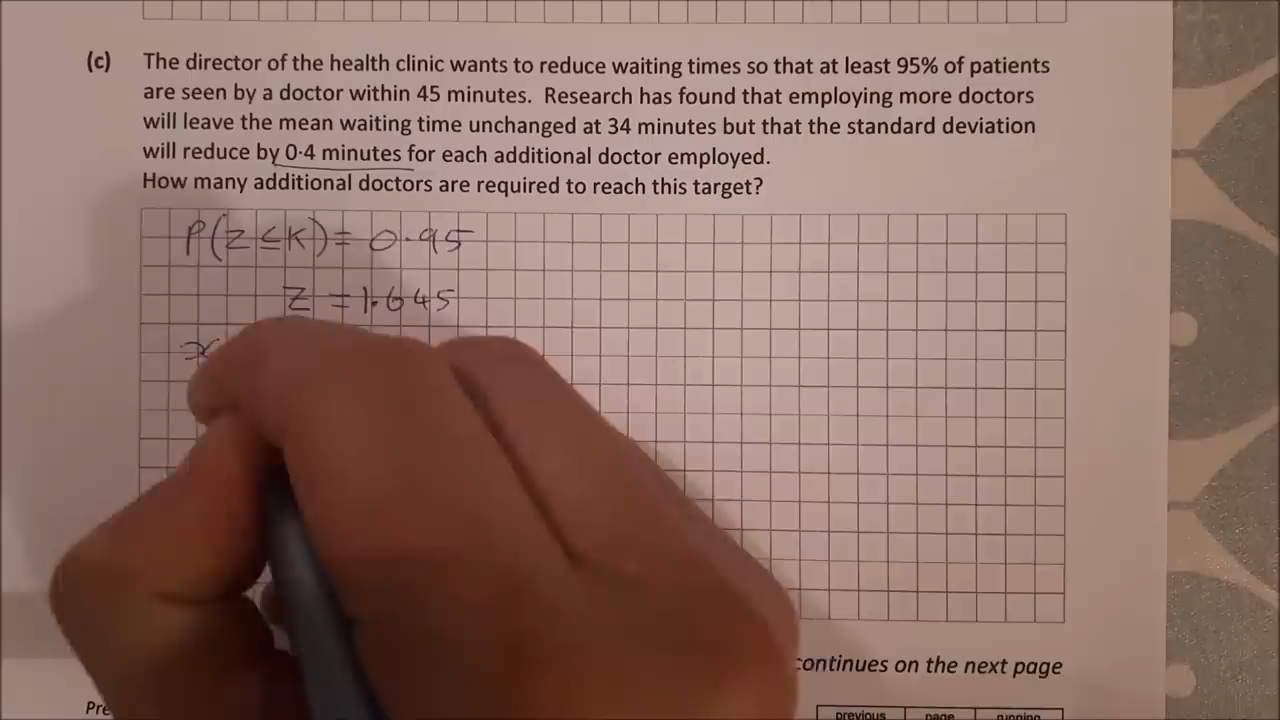 (c) The director of the health clinic wants to reduce waiting times so that at least 95% of patients
are seen by a doctor within 45 minutes. Research has found that employing more doctors
will leave the mean waiting time unchanged at 34 minutes but that the standard deviation
will reduce by 0·4 minutes for each additional doctor employed.
How many additional doctors are required to reach this target?
P(Z ≤ K) = 0.95
Z = 1.645
x
continues on the next page
previous page running